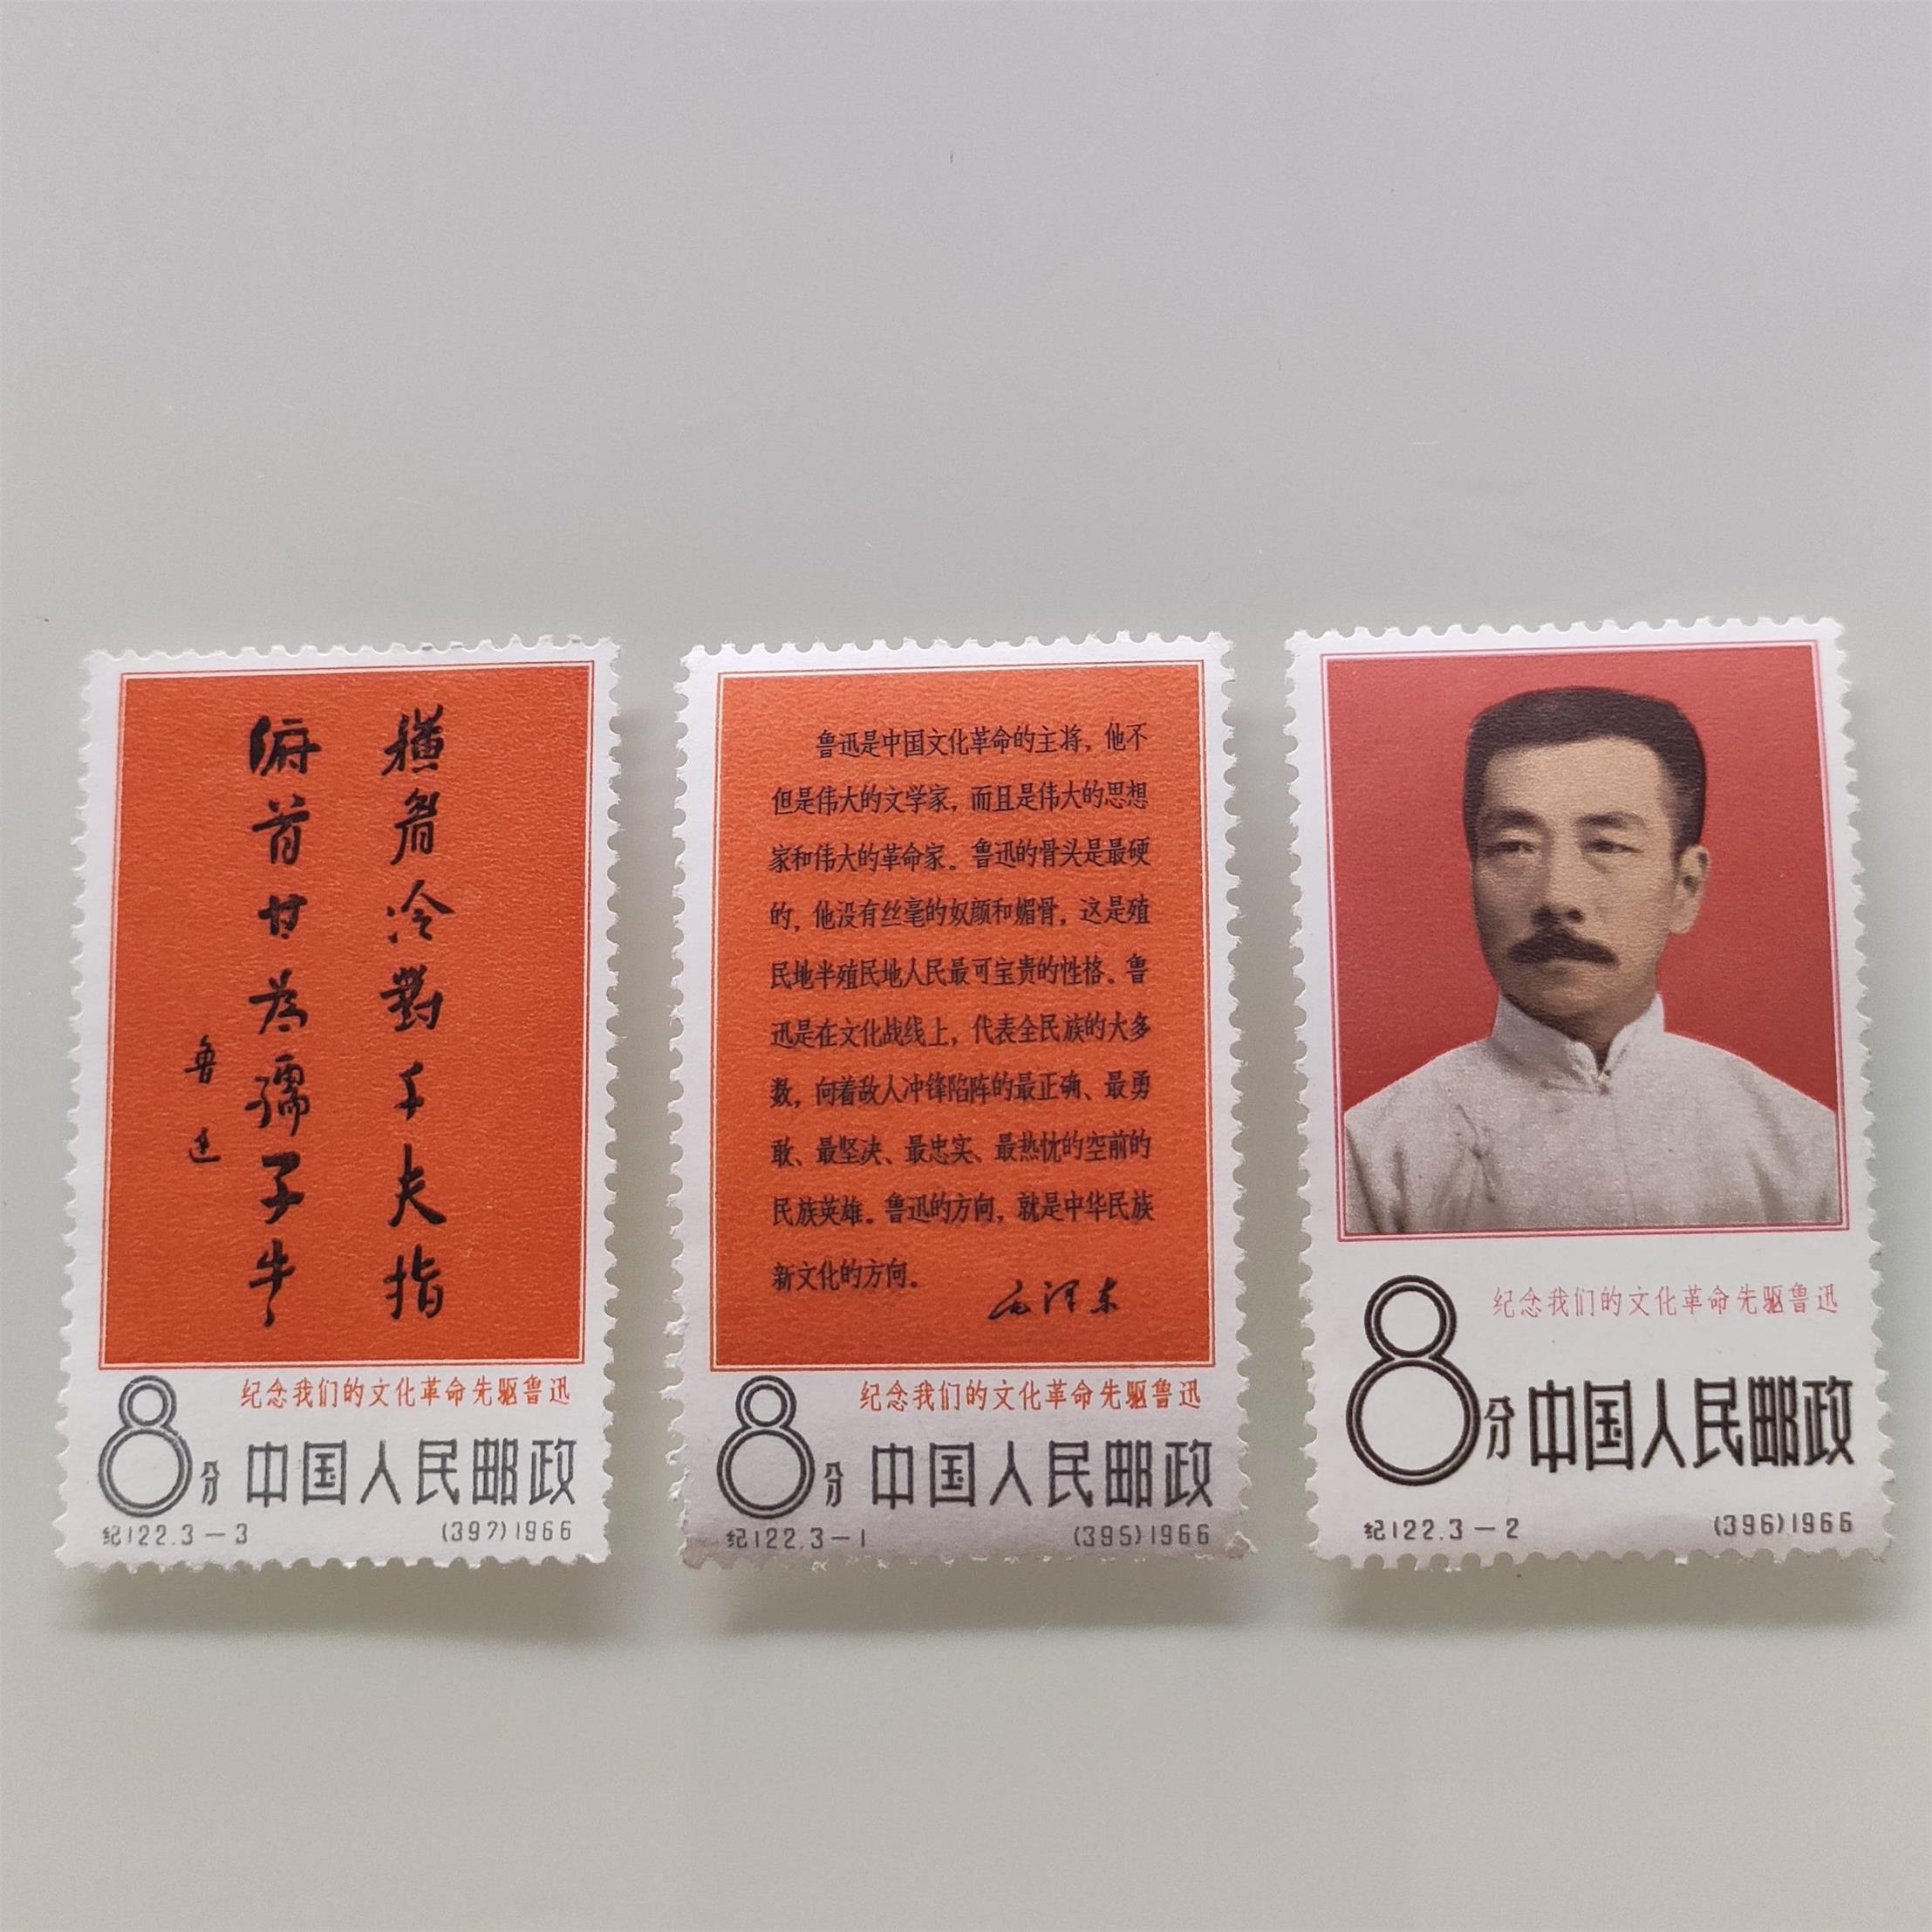 橫眉冷對千夫指
俯首甘為孺子牛
鲁迅
纪念我们的文化革命先驱鲁迅
8分 中国人民邮政
纪122.3-3 (397)1966
鲁迅是中国文化革命的主将，他不
但是伟大的文学家，而且是伟大的思想
家和伟大的革命家。鲁迅的骨头是最硬
的，他没有丝毫的奴颜和媚骨，这是殖
民地半殖民地人民最可宝贵的性格。鲁
迅是在文化战线上，代表全民族的大多
数，向着敌人冲锋陷阵的最正确、最勇
敢、最坚决、最忠实、最热忱的空前的
民族英雄。鲁迅的方向，就是中华民族
新文化的方向。
毛泽东
纪念我们的文化革命先驱鲁迅
8分 中国人民邮政
纪122.3-1 (395)1966
纪念我们的文化革命先驱鲁迅
8分 中国人民邮政
纪122.3-2 (396)1966